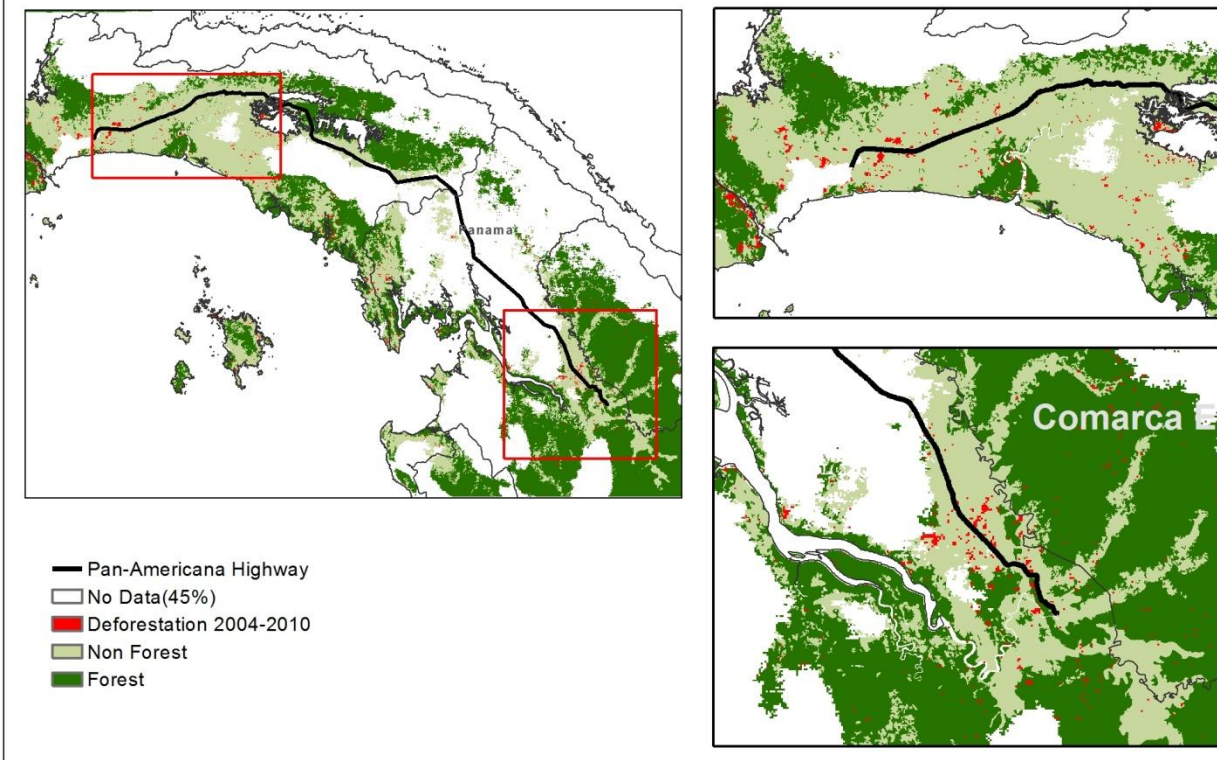 Panama
Comarca E
Pan-Americana Highway
No Data(45%)
Deforestation 2004-2010
Non Forest
Forest